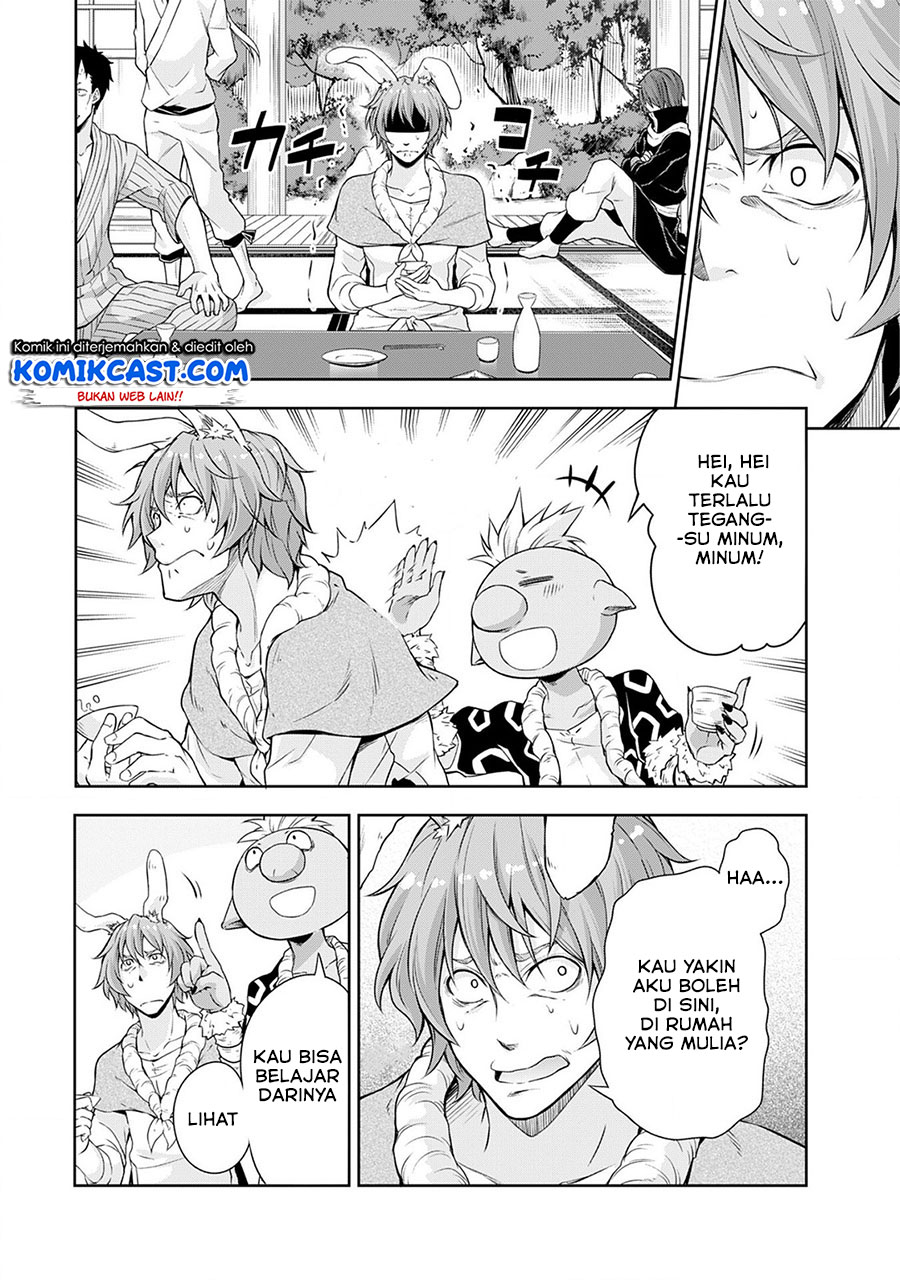 カチ
コチ
Komik ini diterjemahkan & diedit oleh
KOMIKCAST.COM
BUKAN WEB LAIN!!
HEI, HEI
KAU
TERLALU
TEGANG-
-SU MINUM,
MINUM!
HAA...
KAU YAKIN
AKU BOLEH
DI SINI,
DI RUMAH
YANG MULIA?
KAU BISA
BELAJAR
DARINYA
LIHAT